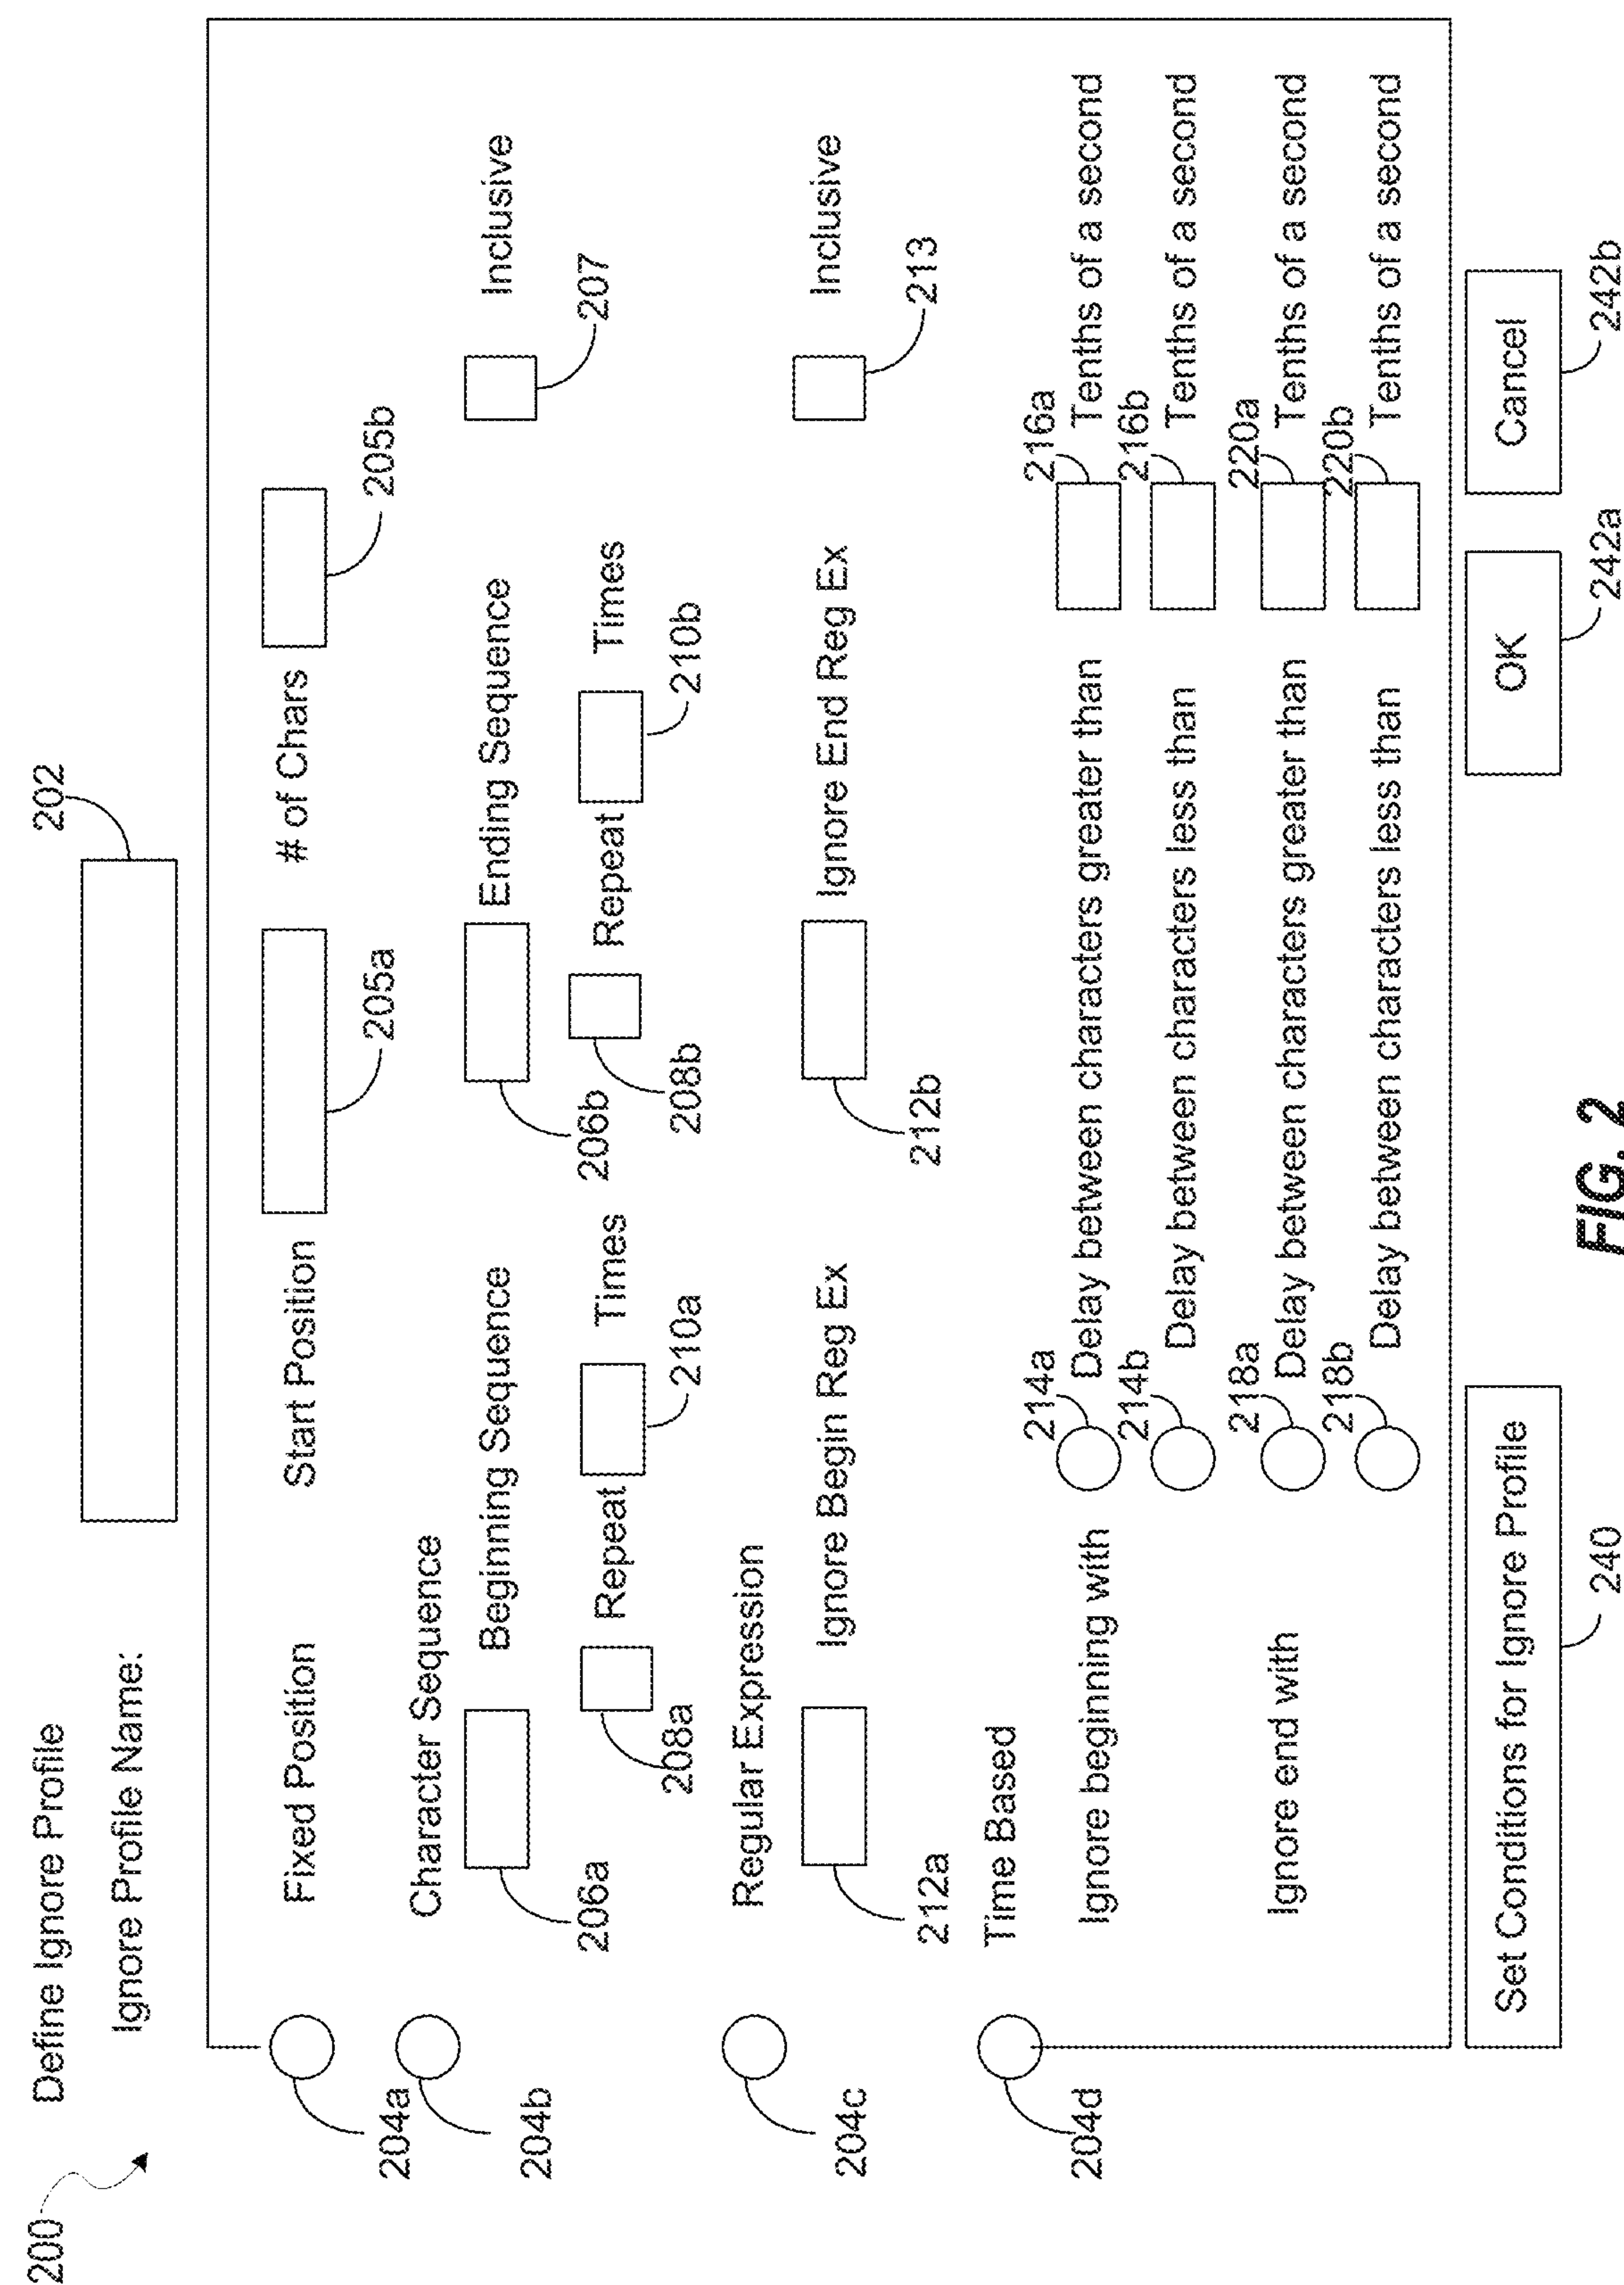 200
Define Ignore Profile
Ignore Profile Name:
202
204a
Fixed Position
Start Position
205a
# of Chars
205b
204b
Character Sequence
206a
Beginning Sequence
206b
Ending Sequence
Inclusive
207
208a
Repeat
210a
Times
208b
Repeat
210b
Times
204c
Regular Expression
212a
Ignore Begin Reg Ex
212b
Ignore End Reg Ex
Inclusive
213
204d
Time Based
Ignore beginning with
214a
Delay between characters greater than
216a
Tenths of a second
214b
Delay between characters less than
216b
Tenths of a second
Ignore end with
218a
Delay between characters greater than
220a
Tenths of a second
218b
Delay between characters less than
220b
Tenths of a second
Set Conditions for Ignore Profile
OK
Cancel
240
242a
242b
FIG. 2